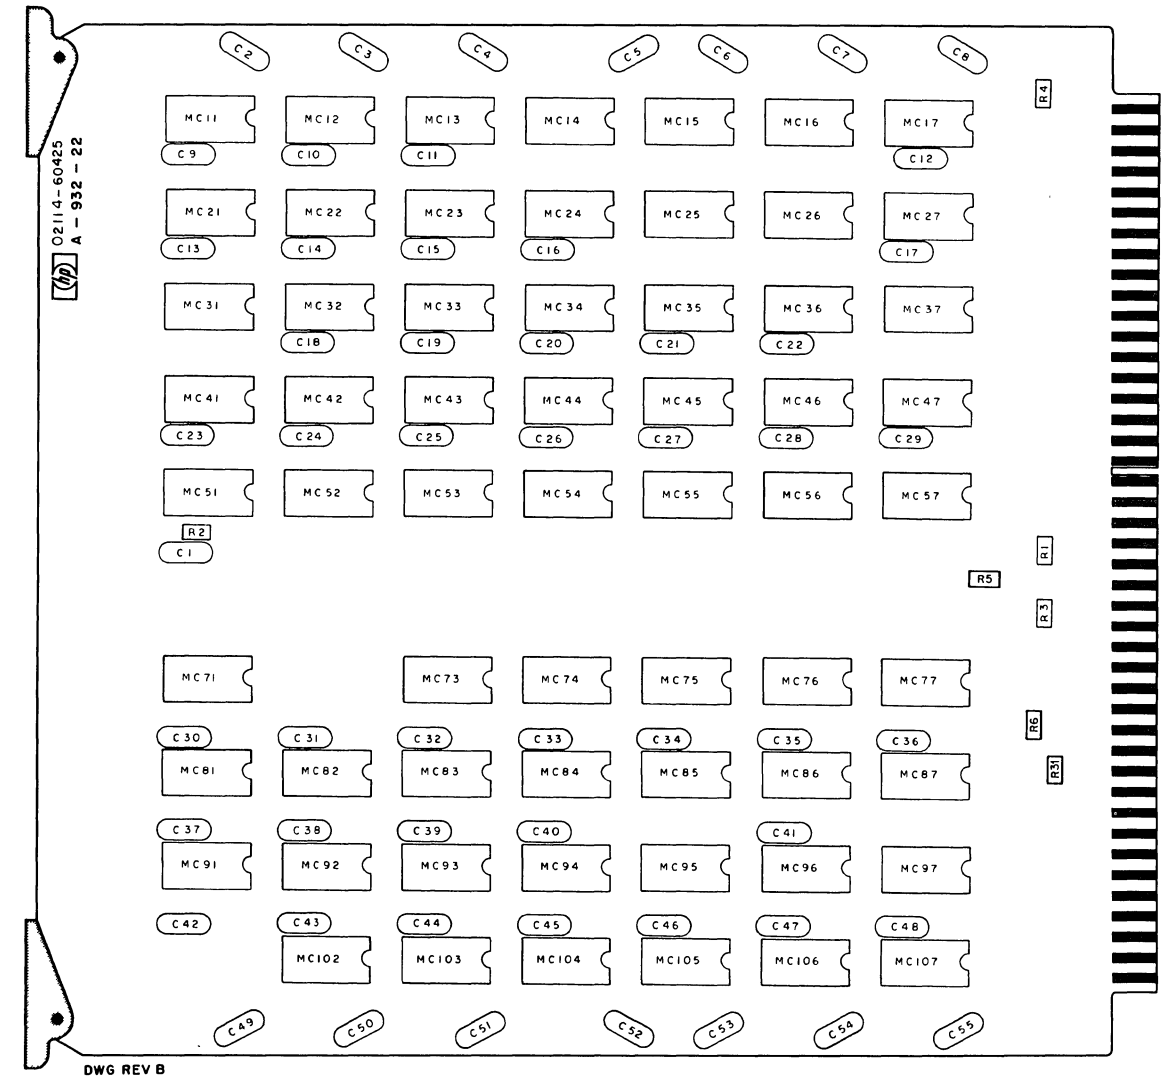 C2 C3 C4 C5 C6 C7 C8
R4
MC11 MC12 MC13 MC14 MC15 MC16 MC17
C9 C10 C11 C12
02114-60425
A-932-22
hp
MC21 MC22 MC23 MC24 MC25 MC26 MC27
C13 C14 C15 C16 C17
MC31 MC32 MC33 MC34 MC35 MC36 MC37
C18 C19 C20 C21 C22
MC41 MC42 MC43 MC44 MC45 MC46 MC47
C23 C24 C25 C26 C27 C28 C29
MC51 MC52 MC53 MC54 MC55 MC56 MC57
R2
C1
R1
R5
R3
MC71 MC73 MC74 MC75 MC76 MC77
R6
C30 C31 C32 C33 C34 C35 C36
MC81 MC82 MC83 MC84 MC85 MC86 MC87
R31
C37 C38 C39 C40 C41
MC91 MC92 MC93 MC94 MC95 MC96 MC97
C42 C43 C44 C45 C46 C47 C48
MC102 MC103 MC104 MC105 MC106 MC107
C49 C50 C51 C52 C53 C54 C55
DWG REV B